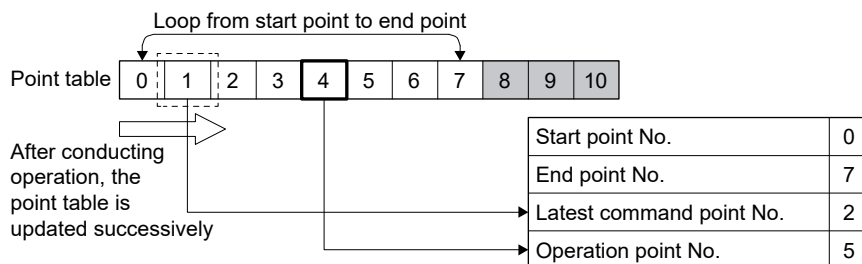 Loop from start point to end point
Point table 0 1 2 3 4 5 6 7 8 9 10
After conducting
operation, the
point table is
updated successively
Start point No. 0
End point No. 7
Latest command point No. 2
Operation point No. 5